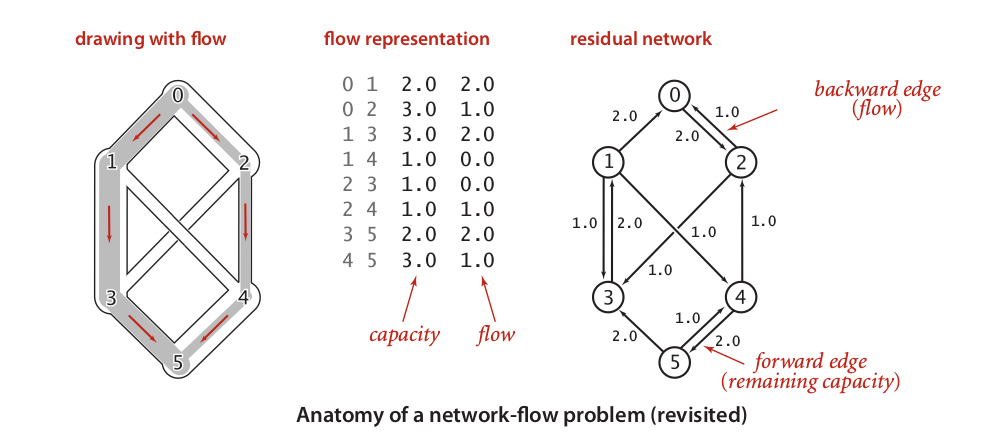 drawing with flow
flow representation
residual network
0
1
2
3
4
5
0 1 2.0 2.0
0 2 3.0 1.0
1 3 3.0 2.0
1 4 1.0 0.0
2 3 1.0 0.0
2 4 1.0 1.0
3 5 2.0 2.0
4 5 3.0 1.0
capacity
flow
0
2.0
1.0
2.0
1
2
1.0
2.0
1.0
1.0
1.0
3
4
1.0
2.0
2.0
5
backward edge
(flow)
forward edge
(remaining capacity)
Anatomy of a network-flow problem (revisited)